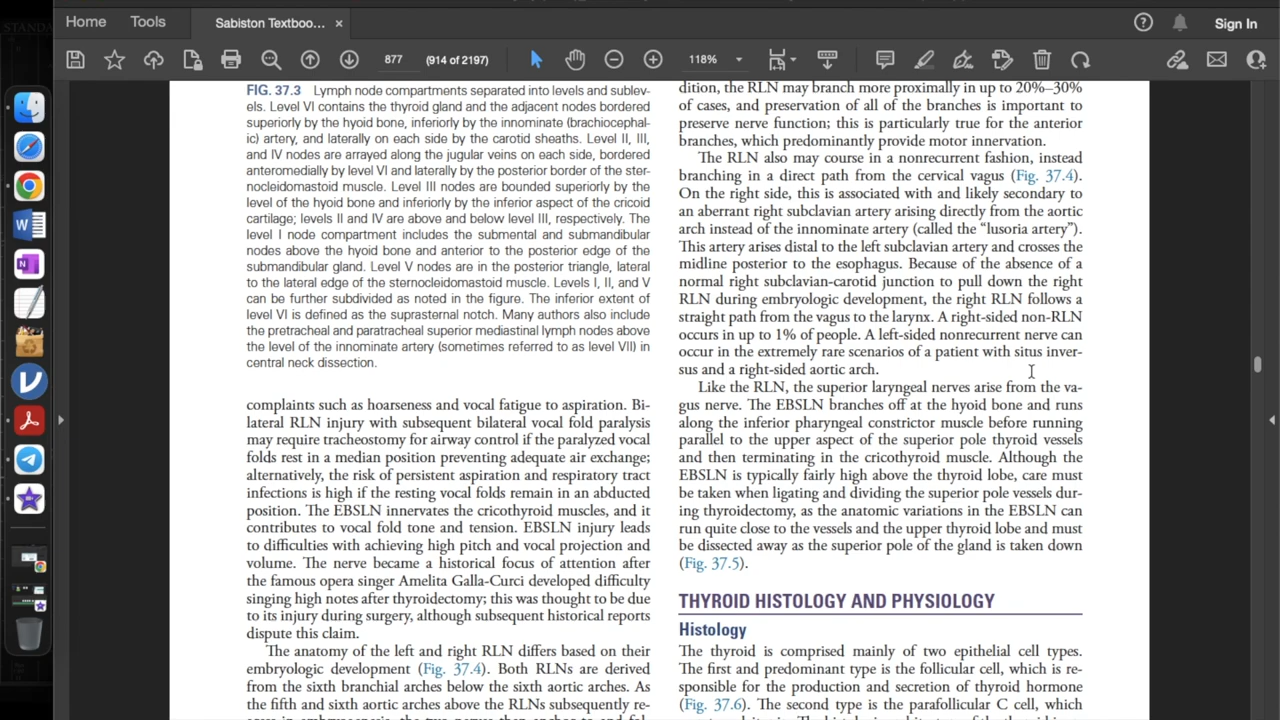 Home
Tools
Sabiston Textboo...
×
Sign In
877
(914 of 2197)
118%
FIG. 37.3 Lymph node compartments separated into levels and sublev-
els. Level VI contains the thyroid gland and the adjacent nodes bordered
superiorly by the hyoid bone, inferiorly by the innominate (brachiocephal-
ic) artery, and laterally on each side by the carotid sheaths. Level II, III,
and IV nodes are arrayed along the jugular veins on each side, bordered
anteromedially by level VI and laterally by the posterior border of the ster-
nocleidomastoid muscle. Level III nodes are bounded superiorly by the
level of the hyoid bone and inferiorly by the inferior aspect of the cricoid
cartilage; levels II and IV are above and below level III, respectively. The
level I node compartment includes the submental and submandibular
nodes above the hyoid bone and anterior to the posterior edge of the
submandibular gland. Level V nodes are in the posterior triangle, lateral
to the lateral edge of the sternocleidomastoid muscle. Levels I, II, and V
can be further subdivided as noted in the figure. The inferior extent of
level VI is defined as the suprasternal notch. Many authors also include
the pretracheal and paratracheal superior mediastinal lymph nodes above
the level of the innominate artery (sometimes referred to as level VII) in
central neck dissection.
complaints such as hoarseness and vocal fatigue to aspiration. Bi-
lateral RLN injury with subsequent bilateral vocal fold paralysis
may require tracheostomy for airway control if the paralyzed vocal
folds rest in a median position preventing adequate air exchange;
alternatively, the risk of persistent aspiration and respiratory tract
infections is high if the resting vocal folds remain in an abducted
position. The EBSLN innervates the cricothyroid muscles, and it
contributes to vocal fold tone and tension. EBSLN injury leads
to difficulties with achieving high pitch and vocal projection and
volume. The nerve became a historical focus of attention after
the famous opera singer Amelita Galla-Curci developed difficulty
singing high notes after thyroidectomy; this was thought to be due
to its injury during surgery, although subsequent historical reports
dispute this claim.
The anatomy of the left and right RLN differs based on their
embryologic development (Fig. 37.4). Both RLNs are derived
from the sixth branchial arches below the sixth aortic arches. As
the fifth and sixth aortic arches above the RLNs subsequently re-
dition, the RLN may branch more proximally in up to 20%–30%
of cases, and preservation of all of the branches is important to
preserve nerve function; this is particularly true for the anterior
branches, which predominantly provide motor innervation.
The RLN also may course in a nonrecurrent fashion, instead
branching in a direct path from the cervical vagus (Fig. 37.4).
On the right side, this is associated with and likely secondary to
an aberrant right subclavian artery arising directly from the aortic
arch instead of the innominate artery (called the “lusoria artery”).
This artery arises distal to the left subclavian artery and crosses the
midline posterior to the esophagus. Because of the absence of a
normal right subclavian-carotid junction to pull down the right
RLN during embryologic development, the right RLN follows a
straight path from the vagus to the larynx. A right-sided non-RLN
occurs in up to 1% of people. A left-sided nonrecurrent nerve can
occur in the extremely rare scenarios of a patient with situs inver-
sus and a right-sided aortic arch.
Like the RLN, the superior laryngeal nerves arise from the va-
gus nerve. The EBSLN branches off at the hyoid bone and runs
along the inferior pharyngeal constrictor muscle before running
parallel to the upper aspect of the superior pole thyroid vessels
and then terminating in the cricothyroid muscle. Although the
EBSLN is typically fairly high above the thyroid lobe, care must
be taken when ligating and dividing the superior pole vessels dur-
ing thyroidectomy, as the anatomic variations in the EBSLN can
run quite close to the vessels and the upper thyroid lobe and must
be dissected away as the superior pole of the gland is taken down
(Fig. 37.5).
THYROID HISTOLOGY AND PHYSIOLOGY
Histology
The thyroid is comprised mainly of two epithelial cell types.
The first and predominant type is the follicular cell, which is re-
sponsible for the production and secretion of thyroid hormone
(Fig. 37.6). The second type is the parafollicular C cell, which